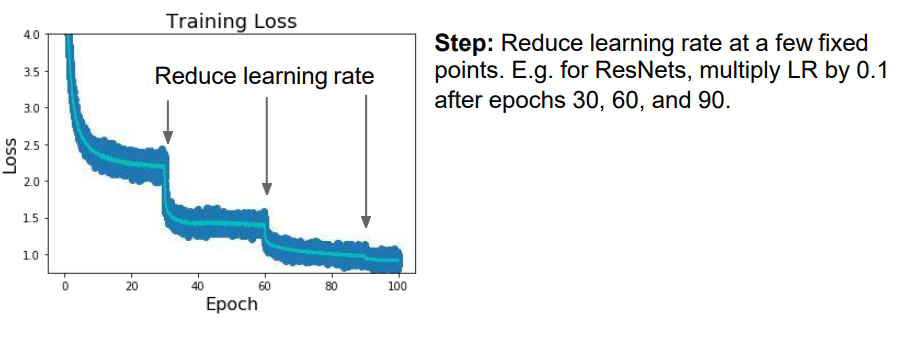 Training Loss
4.0
3.5
3.0
2.5
2.0
1.5
1.0
Loss
Reduce learning rate
0 20 40 60 80 100
Epoch
Step: Reduce learning rate at a few fixed
points. E.g. for ResNets, multiply LR by 0.1
after epochs 30, 60, and 90.